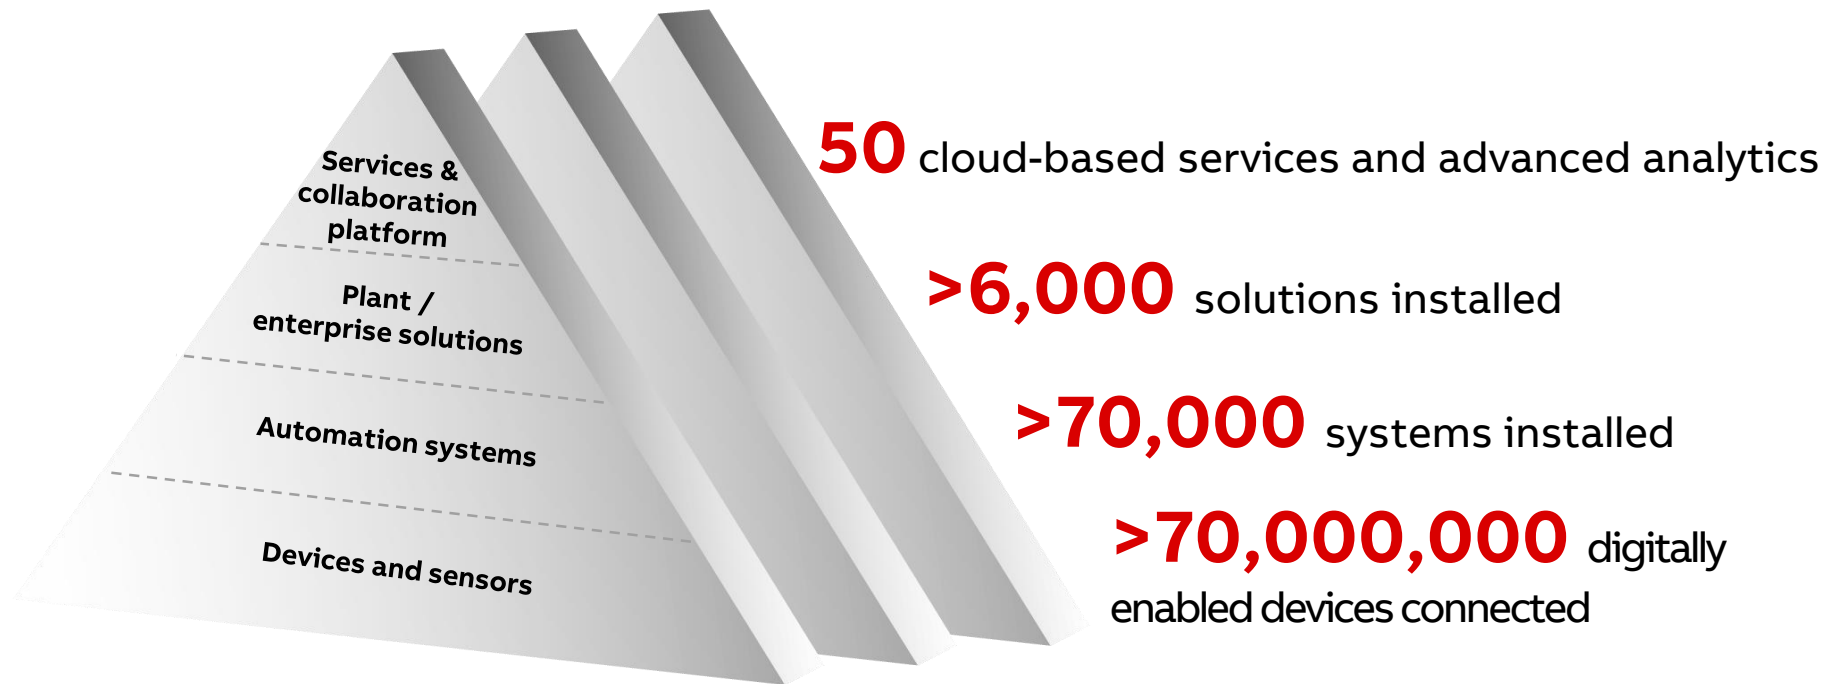 Services &
collaboration
platform
50 cloud-based services and advanced analytics
Plant /
enterprise solutions
>6,000 solutions installed
Automation systems
>70,000 systems installed
Devices and sensors
>70,000,000 digitally
enabled devices connected